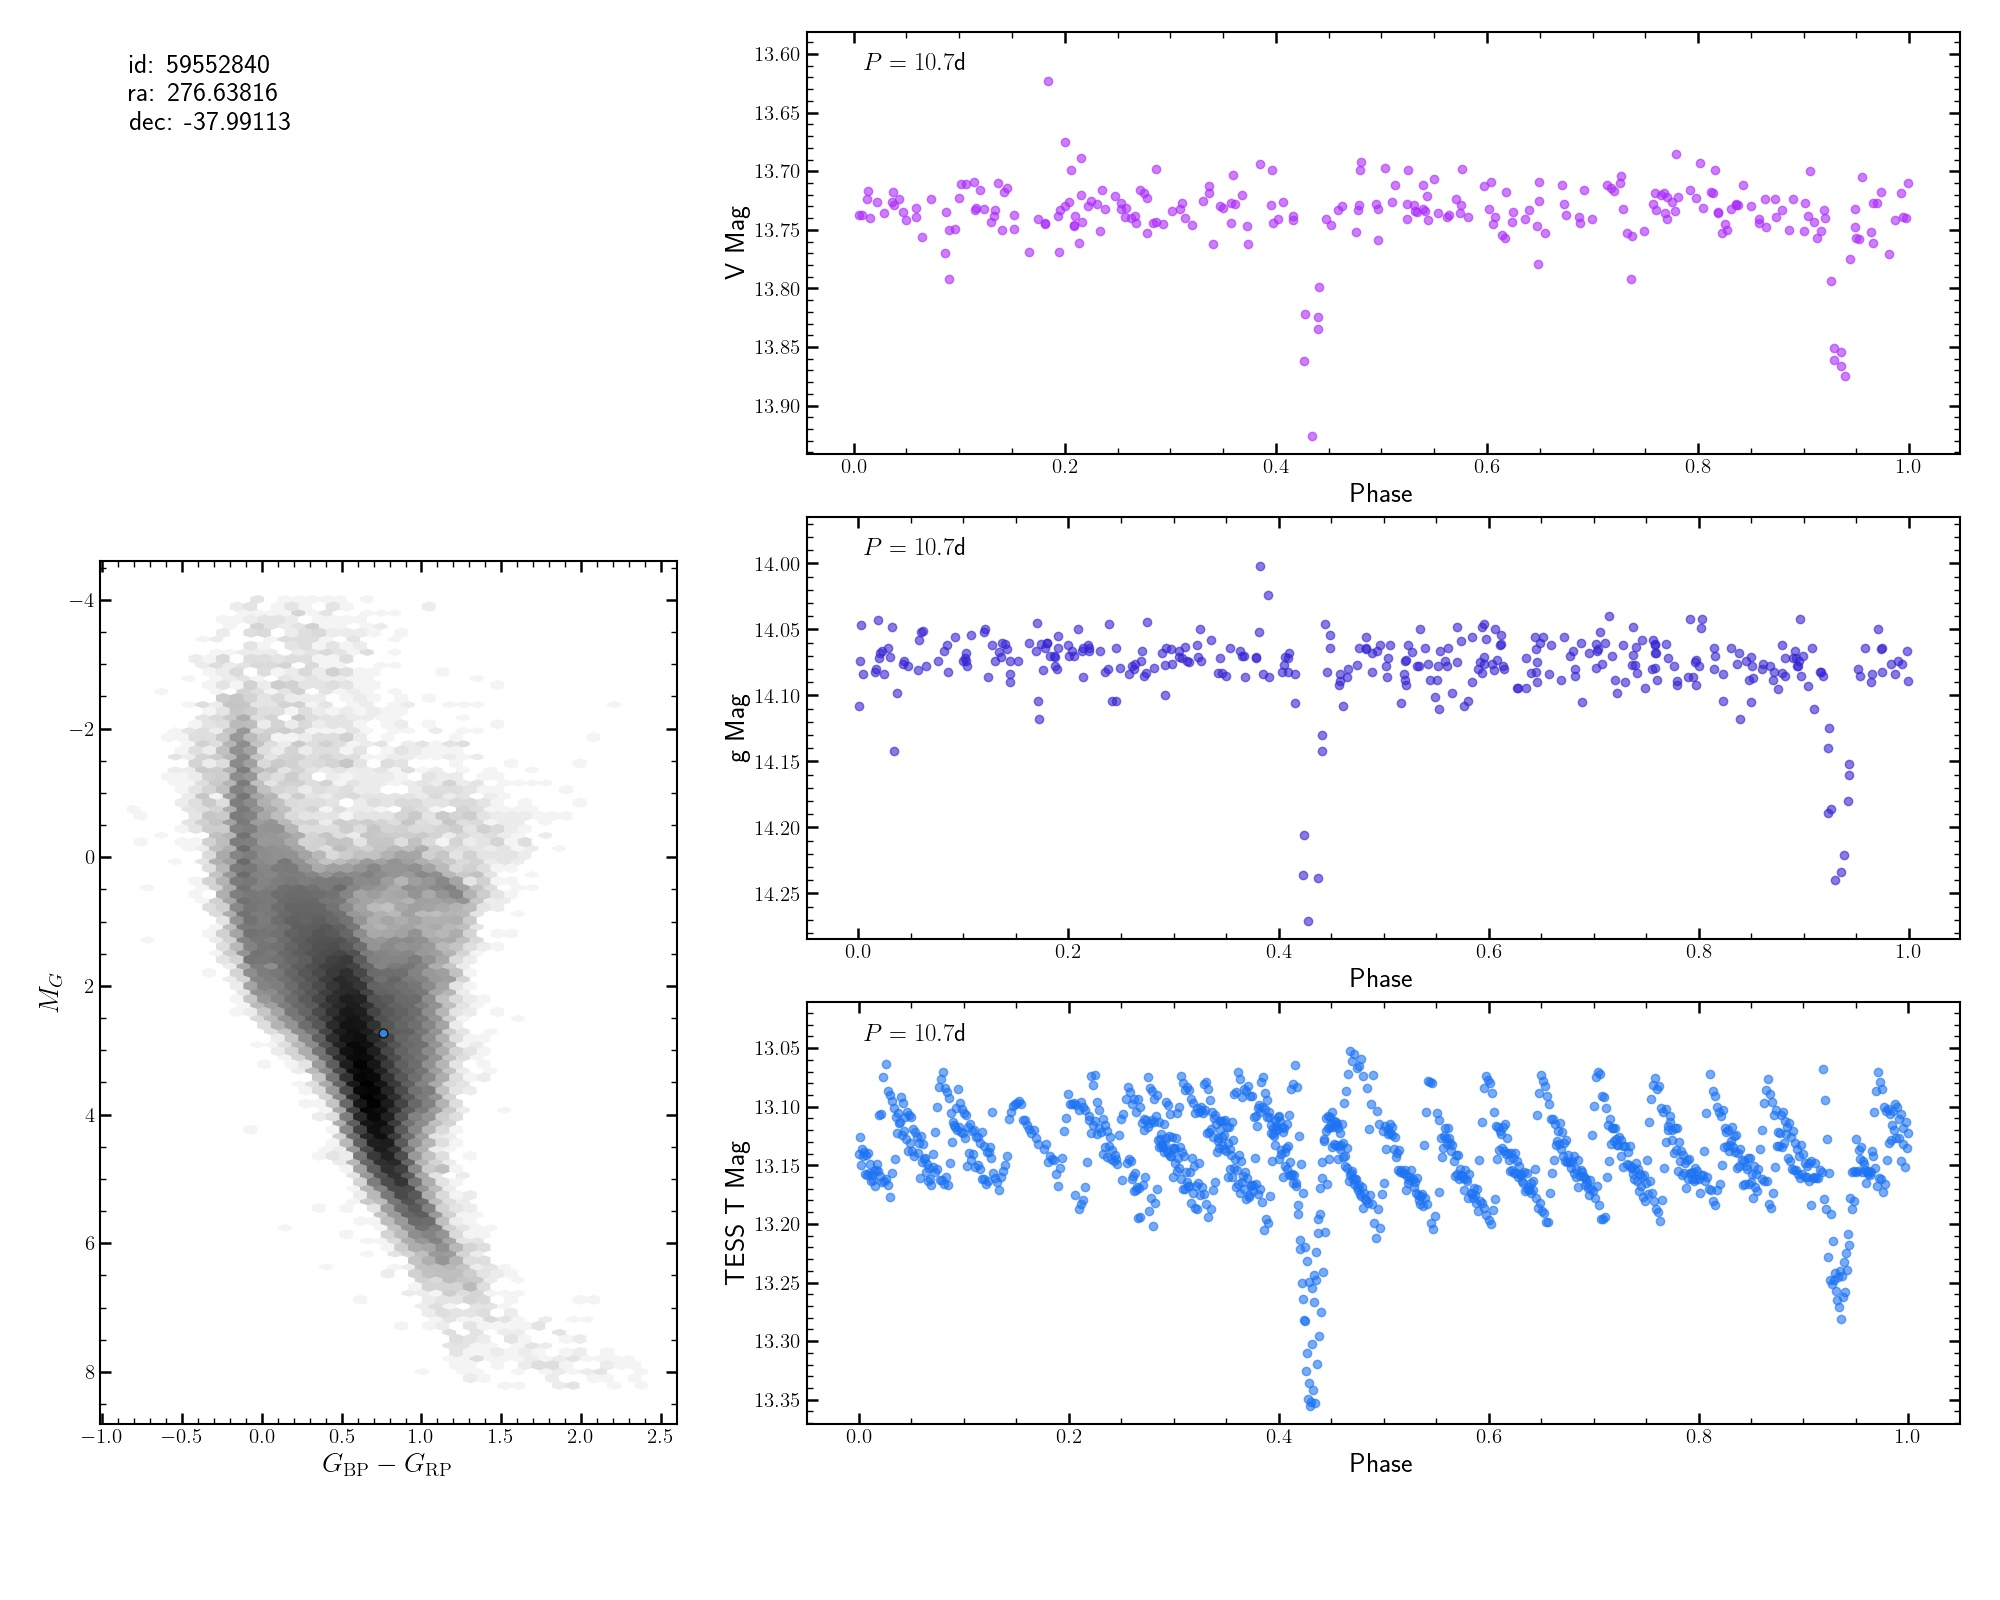 id: 59552840
ra: 276.63816
dec: -37.99113
P = 10.7d
13.60
13.65
13.70
13.75
13.80
13.85
13.90
V Mag
0.0 0.2 0.4 0.6 0.8 1.0
Phase
P = 10.7d
14.00
14.05
14.10
14.15
14.20
14.25
g Mag
0.0 0.2 0.4 0.6 0.8 1.0
Phase
P = 10.7d
13.05
13.10
13.15
13.20
13.25
13.30
13.35
TESS T Mag
0.0 0.2 0.4 0.6 0.8 1.0
Phase
−4
−2
0
2
4
6
8
M_G
−1.0 −0.5 0.0 0.5 1.0 1.5 2.0 2.5
G_BP − G_RP